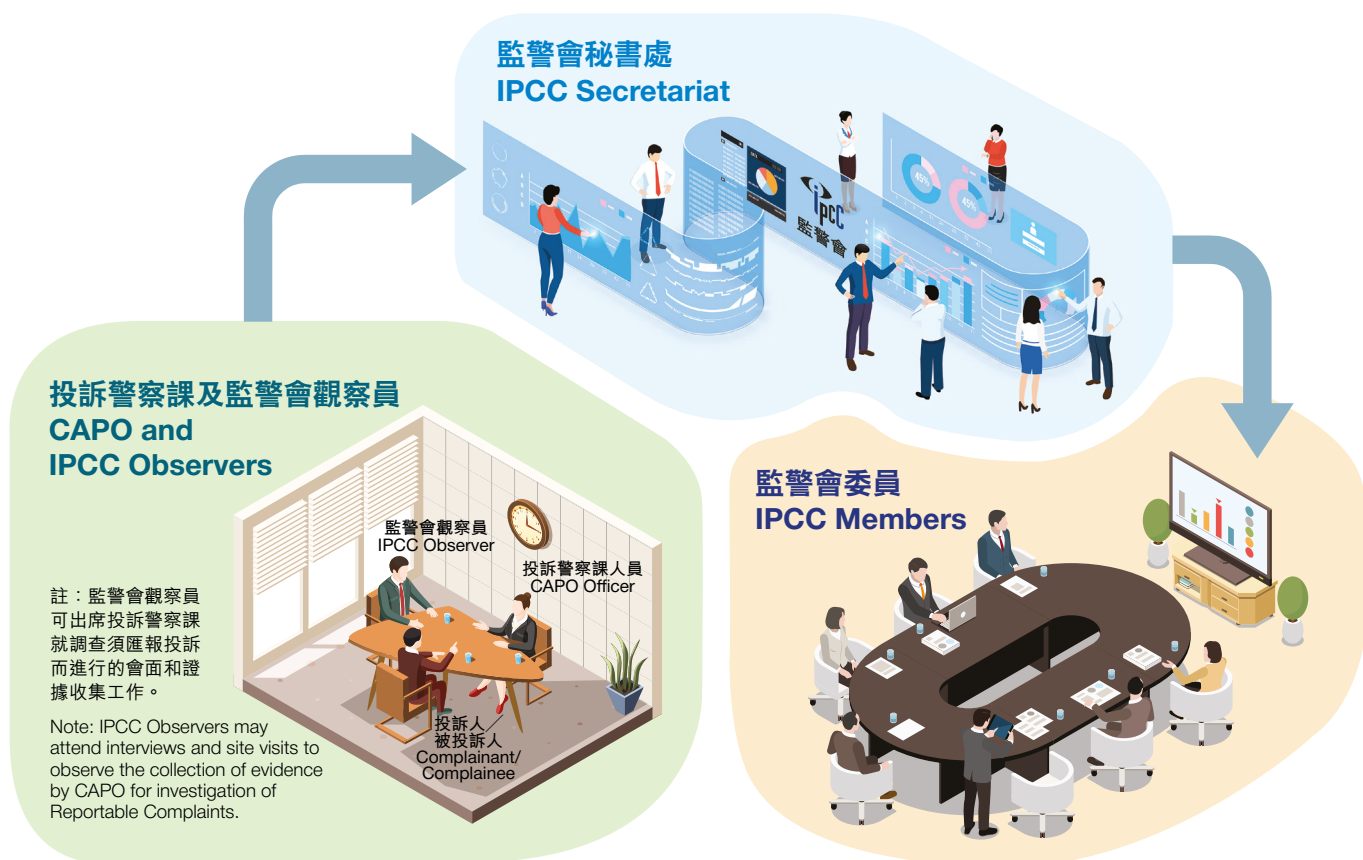 監警會秘書處
IPCC Secretariat
45%
45%
ipcc
監警會
投訴警察課及監警會觀察員
CAPO and
IPCC Observers
監警會觀察員
IPCC Observer
投訴警察課人員
CAPO Officer
投訴人／
被投訴人
Complainant/
Complainee
註：監警會觀察員
可出席投訴警察課
就調查須匯報投訴
而進行的會面和證
據收集工作。
Note: IPCC Observers may
attend interviews and site visits to
observe the collection of evidence
by CAPO for investigation of
Reportable Complaints.
監警會委員
IPCC Members